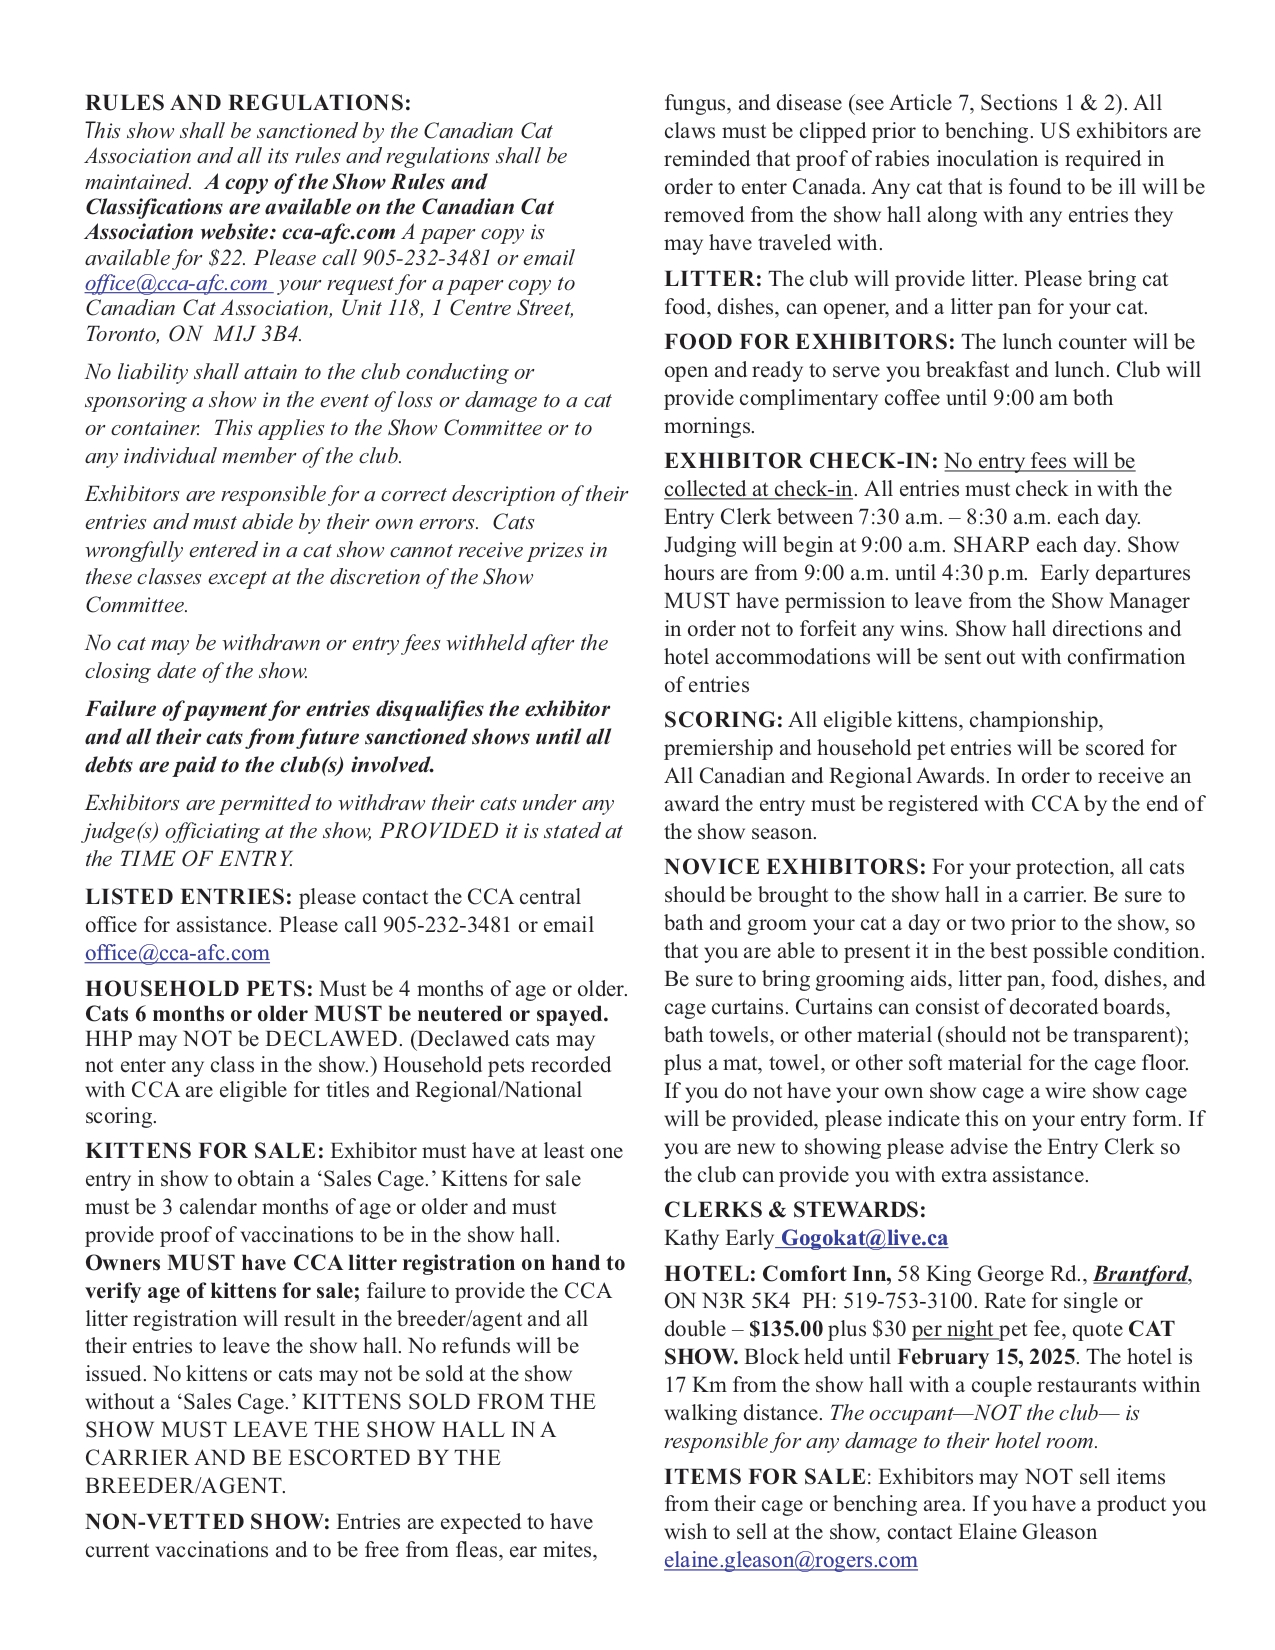 RULES AND REGULATIONS:
This show shall be sanctioned by the Canadian Cat
Association and all its rules and regulations shall be
maintained.  A copy of the Show Rules and
Classifications are available on the Canadian Cat
Association website: cca-afc.com A paper copy is
available for $22. Please call 905-232-3481 or email
office@cca-afc.com  your request for a paper copy to
Canadian Cat Association, Unit 118, 1 Centre Street,
Toronto, ON  M1J 3B4.
No liability shall attain to the club conducting or
sponsoring a show in the event of loss or damage to a cat
or container.  This applies to the Show Committee or to
any individual member of the club.
Exhibitors are responsible for a correct description of their
entries and must abide by their own errors.  Cats
wrongfully entered in a cat show cannot receive prizes in
these classes except at the discretion of the Show
Committee.
No cat may be withdrawn or entry fees withheld after the
closing date of the show.
Failure of payment for entries disqualifies the exhibitor
and all their cats from future sanctioned shows until all
debts are paid to the club(s) involved.
Exhibitors are permitted to withdraw their cats under any
judge(s) officiating at the show, PROVIDED it is stated at
the TIME OF ENTRY.
LISTED ENTRIES: please contact the CCA central
office for assistance. Please call 905-232-3481 or email
office@cca-afc.com
HOUSEHOLD PETS: Must be 4 months of age or older.
Cats 6 months or older MUST be neutered or spayed.
HHP may NOT be DECLAWED. (Declawed cats may
not enter any class in the show.) Household pets recorded
with CCA are eligible for titles and Regional/National
scoring.
KITTENS FOR SALE: Exhibitor must have at least one
entry in show to obtain a ‘Sales Cage.’ Kittens for sale
must be 3 calendar months of age or older and must
provide proof of vaccinations to be in the show hall.
Owners MUST have CCA litter registration on hand to
verify age of kittens for sale; failure to provide the CCA
litter registration will result in the breeder/agent and all
their entries to leave the show hall. No refunds will be
issued. No kittens or cats may not be sold at the show
without a ‘Sales Cage.’ KITTENS SOLD FROM THE
SHOW MUST LEAVE THE SHOW HALL IN A
CARRIER AND BE ESCORTED BY THE
BREEDER/AGENT.
NON-VETTED SHOW: Entries are expected to have
current vaccinations and to be free from fleas, ear mites,
fungus, and disease (see Article 7, Sections 1 & 2). All
claws must be clipped prior to benching. US exhibitors are
reminded that proof of rabies inoculation is required in
order to enter Canada. Any cat that is found to be ill will be
removed from the show hall along with any entries they
may have traveled with.
LITTER: The club will provide litter. Please bring cat
food, dishes, can opener, and a litter pan for your cat.
FOOD FOR EXHIBITORS: The lunch counter will be
open and ready to serve you breakfast and lunch. Club will
provide complimentary coffee until 9:00 am both
mornings.
EXHIBITOR CHECK-IN: No entry fees will be
collected at check-in. All entries must check in with the
Entry Clerk between 7:30 a.m. – 8:30 a.m. each day.
Judging will begin at 9:00 a.m. SHARP each day. Show
hours are from 9:00 a.m. until 4:30 p.m.  Early departures
MUST have permission to leave from the Show Manager
in order not to forfeit any wins. Show hall directions and
hotel accommodations will be sent out with confirmation
of entries
SCORING: All eligible kittens, championship,
premiership and household pet entries will be scored for
All Canadian and Regional Awards. In order to receive an
award the entry must be registered with CCA by the end of
the show season.
NOVICE EXHIBITORS: For your protection, all cats
should be brought to the show hall in a carrier. Be sure to
bath and groom your cat a day or two prior to the show, so
that you are able to present it in the best possible condition.
Be sure to bring grooming aids, litter pan, food, dishes, and
cage curtains. Curtains can consist of decorated boards,
bath towels, or other material (should not be transparent);
plus a mat, towel, or other soft material for the cage floor.
If you do not have your own show cage a wire show cage
will be provided, please indicate this on your entry form. If
you are new to showing please advise the Entry Clerk so
the club can provide you with extra assistance.
CLERKS & STEWARDS:
Kathy Early Gogokat@live.ca
HOTEL: Comfort Inn, 58 King George Rd., Brantford,
ON N3R 5K4  PH: 519-753-3100. Rate for single or
double – $135.00 plus $30 per night pet fee, quote CAT
SHOW. Block held until February 15, 2025. The hotel is
17 Km from the show hall with a couple restaurants within
walking distance. The occupant—NOT the club— is
responsible for any damage to their hotel room.
ITEMS FOR SALE: Exhibitors may NOT sell items
from their cage or benching area. If you have a product you
wish to sell at the show, contact Elaine Gleason
elaine.gleason@rogers.com